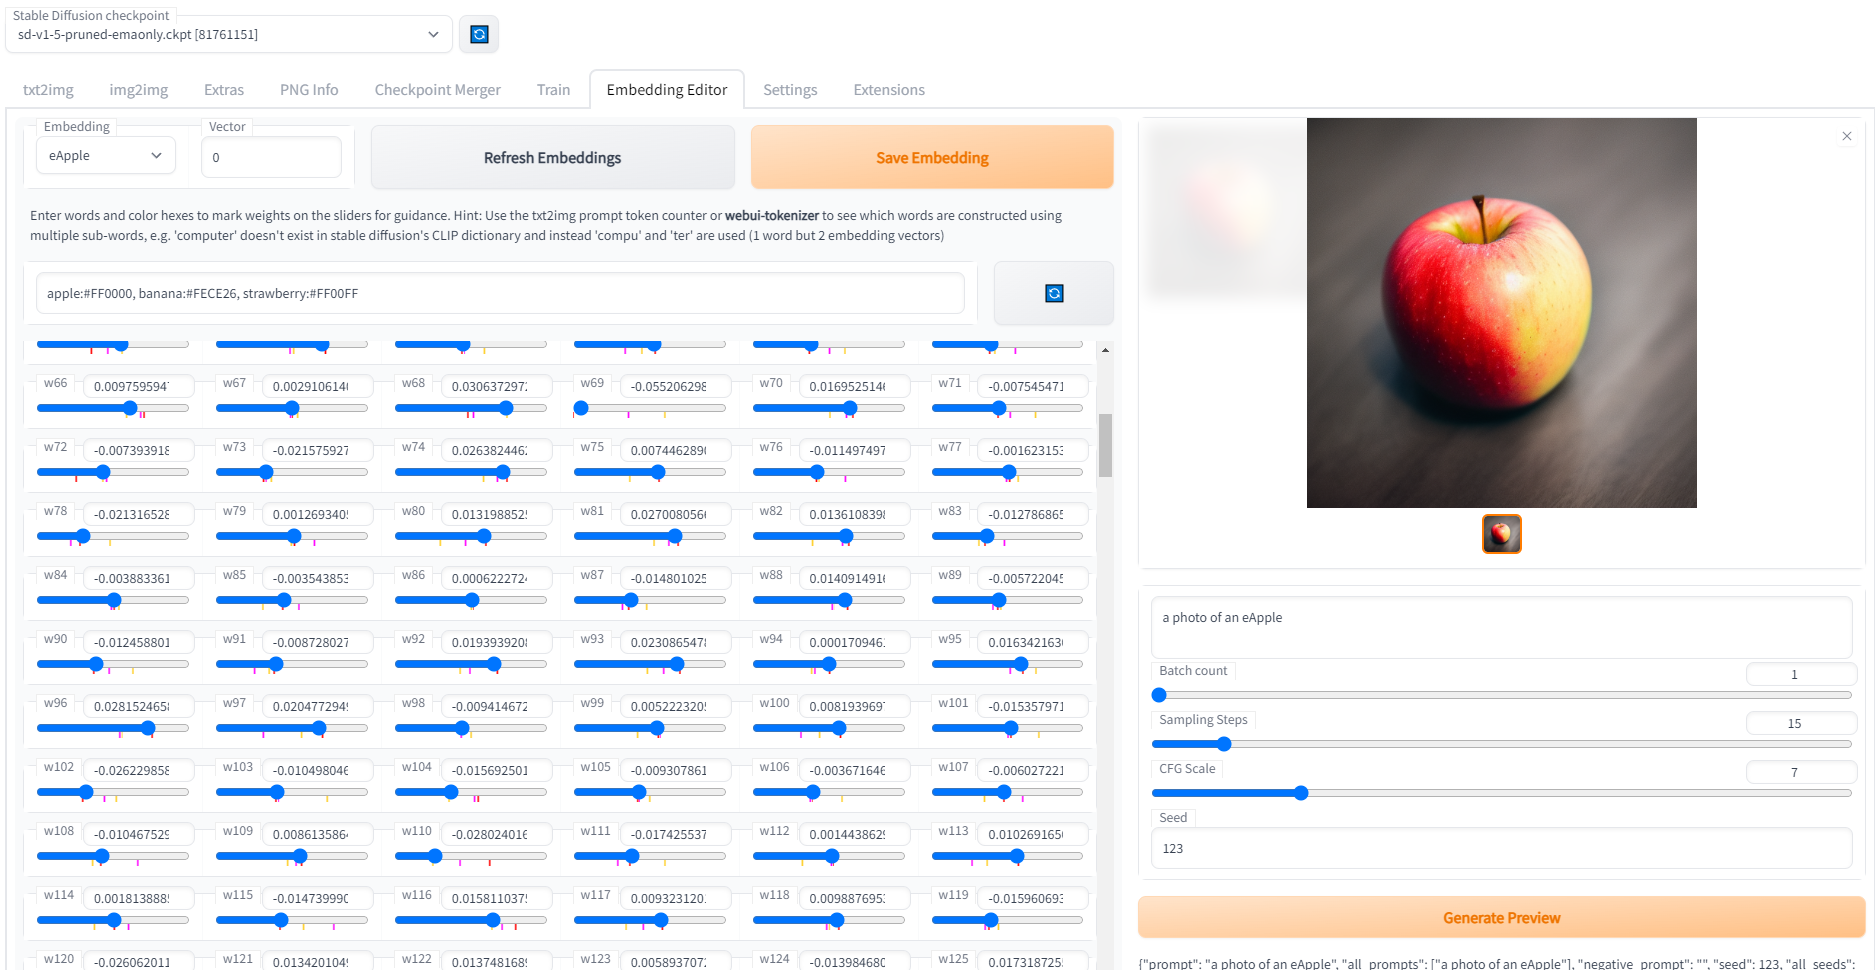 Stable Diffusion checkpoint
sd-v1-5-pruned-emaonly.ckpt [81761151]
txt2img img2img Extras PNG Info Checkpoint Merger Train Embedding Editor Settings Extensions
Embedding Vector
eApple 0 Refresh Embeddings Save Embedding
Enter words and color hexes to mark weights on the sliders for guidance. Hint: Use the txt2img prompt token counter or webui-tokenizer to see which words are constructed using
multiple sub-words, e.g. 'computer' doesn't exist in stable diffusion's CLIP dictionary and instead 'compu' and 'ter' are used (1 word but 2 embedding vectors)
apple:#FF0000, banana:#FECE26, strawberry:#FF00FF
w66 0.009759594 w67 0.002910614 w68 0.030637297 w69 -0.055206298 w70 0.016952514 w71 -0.007545471
w72 -0.007393918 w73 -0.021575927 w74 0.026382446 w75 0.007446289 w76 -0.011497497 w77 -0.001623153
w78 -0.021316528 w79 0.001269340 w80 0.013198852 w81 0.027008056 w82 0.013610839 w83 -0.012786865
w84 -0.003883361 w85 -0.003543853 w86 0.000622272 w87 -0.014801025 w88 0.014091491 w89 -0.005722045
w90 -0.012458801 w91 -0.008728027 w92 0.019393920 w93 0.023086547 w94 0.000170946 w95 0.016342163
w96 0.028152465 w97 0.020477294 w98 -0.009414672 w99 0.005222320 w100 0.008193969 w101 -0.015357971
w102 -0.026229858 w103 -0.010498046 w104 -0.015692501 w105 -0.009307861 w106 -0.003671646 w107 -0.006027221
w108 -0.010467529 w109 0.008613586 w110 -0.028024016 w111 -0.017425537 w112 0.001443862 w113 0.010269165
w114 0.001813888 w115 -0.014739990 w116 0.015811037 w117 0.009323120 w118 0.009887695 w119 -0.015960693
w120 -0.026062011 w121 0.013420104 w122 0.013748168 w123 0.005893707 w124 -0.013984680 w125 0.017318725
a photo of an eApple
Batch count 1
Sampling Steps 15
CFG Scale 7
Seed
123
Generate Preview
{"prompt": "a photo of an eApple", "all_prompts": ["a photo of an eApple"], "negative_prompt": "", "seed": 123, "all_seeds":